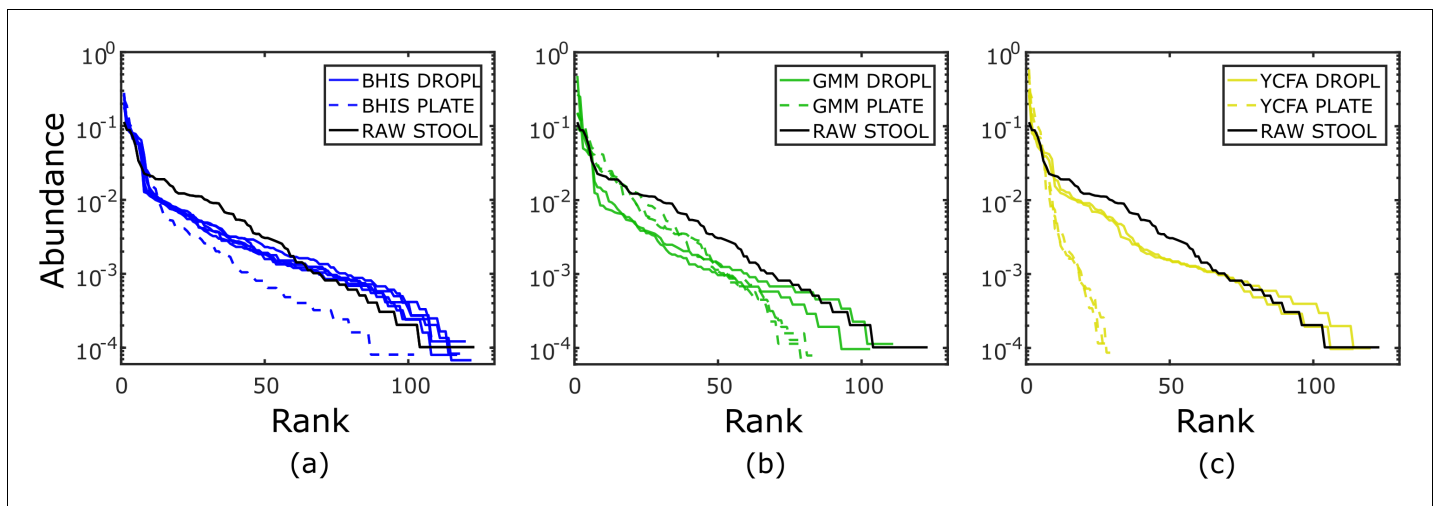 Abundance
10^0
10^-1
10^-2
10^-3
10^-4
0 50 100
Rank
(a)
BHIS DROPL
BHIS PLATE
RAW STOOL
10^0
10^-1
10^-2
10^-3
10^-4
0 50 100
Rank
(b)
GMM DROPL
GMM PLATE
RAW STOOL
10^0
10^-1
10^-2
10^-3
10^-4
0 50 100
Rank
(c)
YCFA DROPL
YCFA PLATE
RAW STOOL